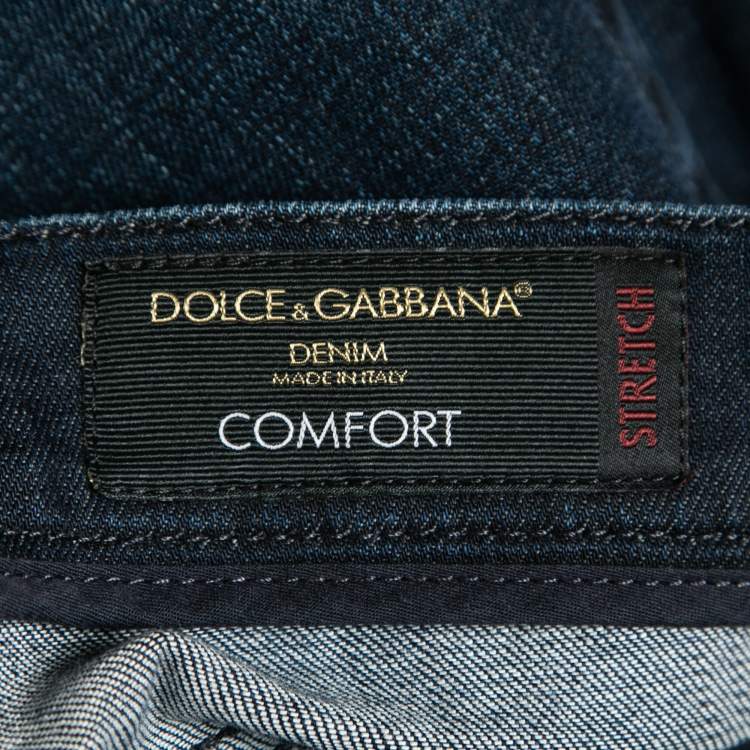 DOLCE & GABBANA®
DENIM
MADE IN ITALY
COMFORT
STRETCH